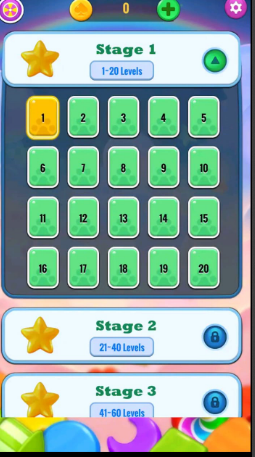 0
Stage 1
1-20 Levels
1 2 3 4 5
6 7 8 9 10
11 12 13 14 15
16 17 18 19 20
Stage 2
21-40 Levels
Stage 3
41-60 Levels